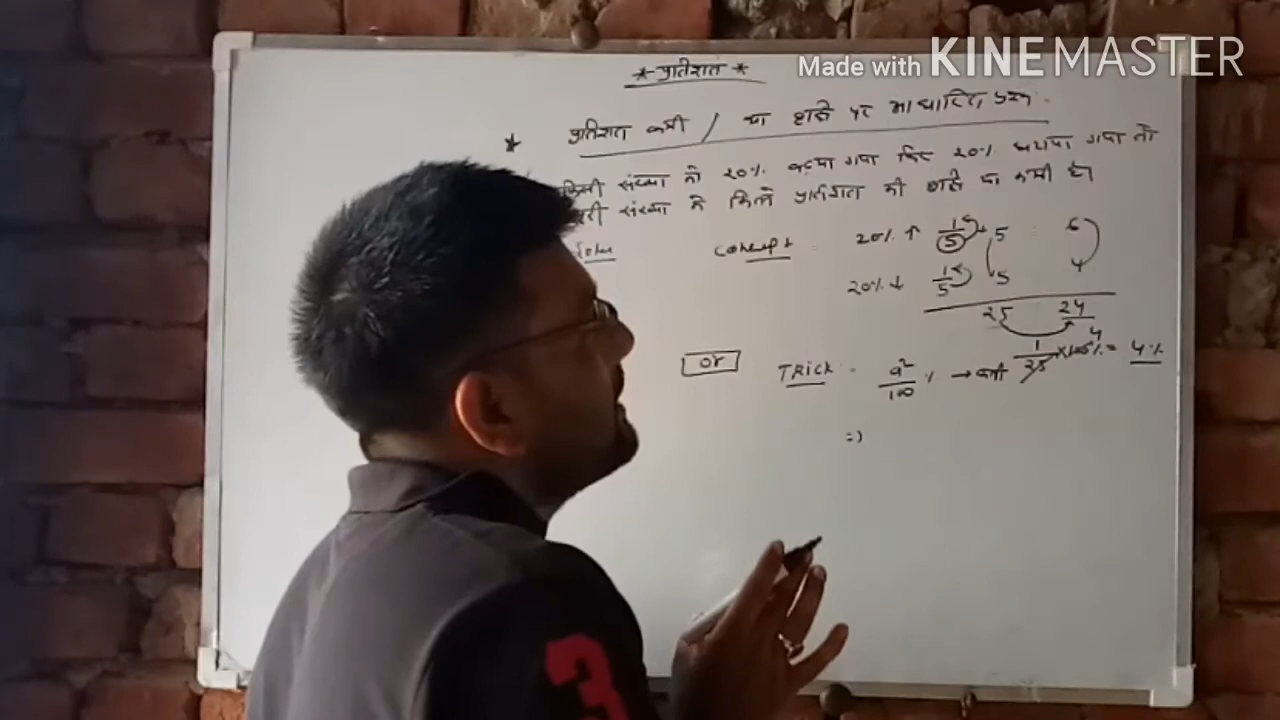 Made with KINEMASTER
* प्रतिशत *
* प्रतिशत कमी / या वृद्धि पर आधारित प्रश्न.
संख्या को 20% बढ़ाया गया फिर 20% घटाया गया तो
संख्या में कितने प्रतिशत की वृद्धि या कमी है।
Concept 20% ↑ 1/5 5 6
20% ↓ 1/5 5 4
25 24
or TRICK - a²/100 % → कमी 1/25 × 100% = 4%
=)
3